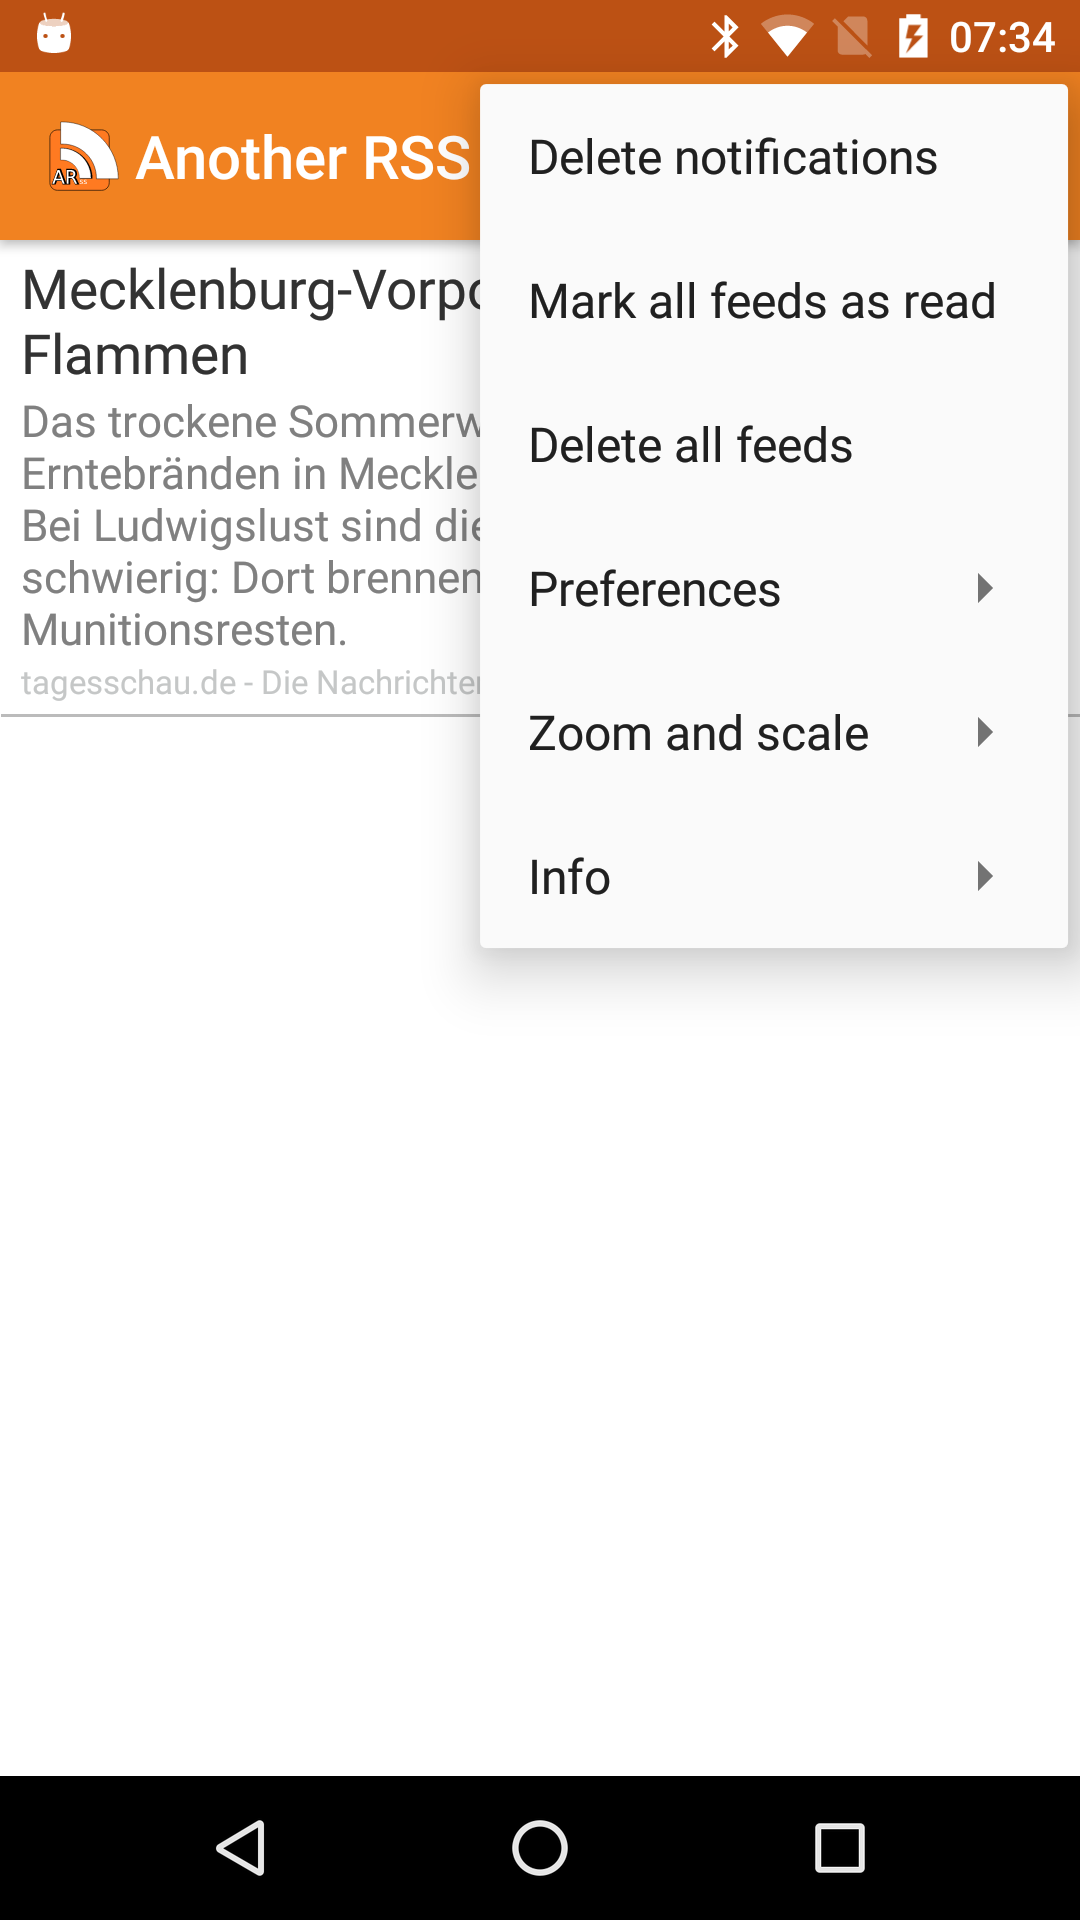 07:34
AR
Another RSS
Delete notifications
Mark all feeds as read
Delete all feeds
Preferences
Zoom and scale
Info
Mecklenburg-Vorpo
Flammen
Das trockene Sommerw
Erntebränden in Meckle
Bei Ludwigslust sind die
schwierig: Dort brennen
Munitionsresten.
tagesschau.de - Die Nachrichten